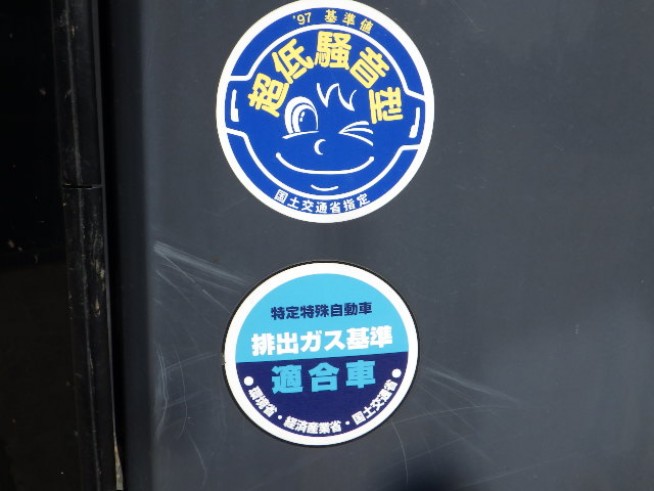 '97 基準値
超低騒音型
国土交通省指定
特定特殊自動車
排出ガス基準
適合車
●環境省・経済産業省・国土交通省●